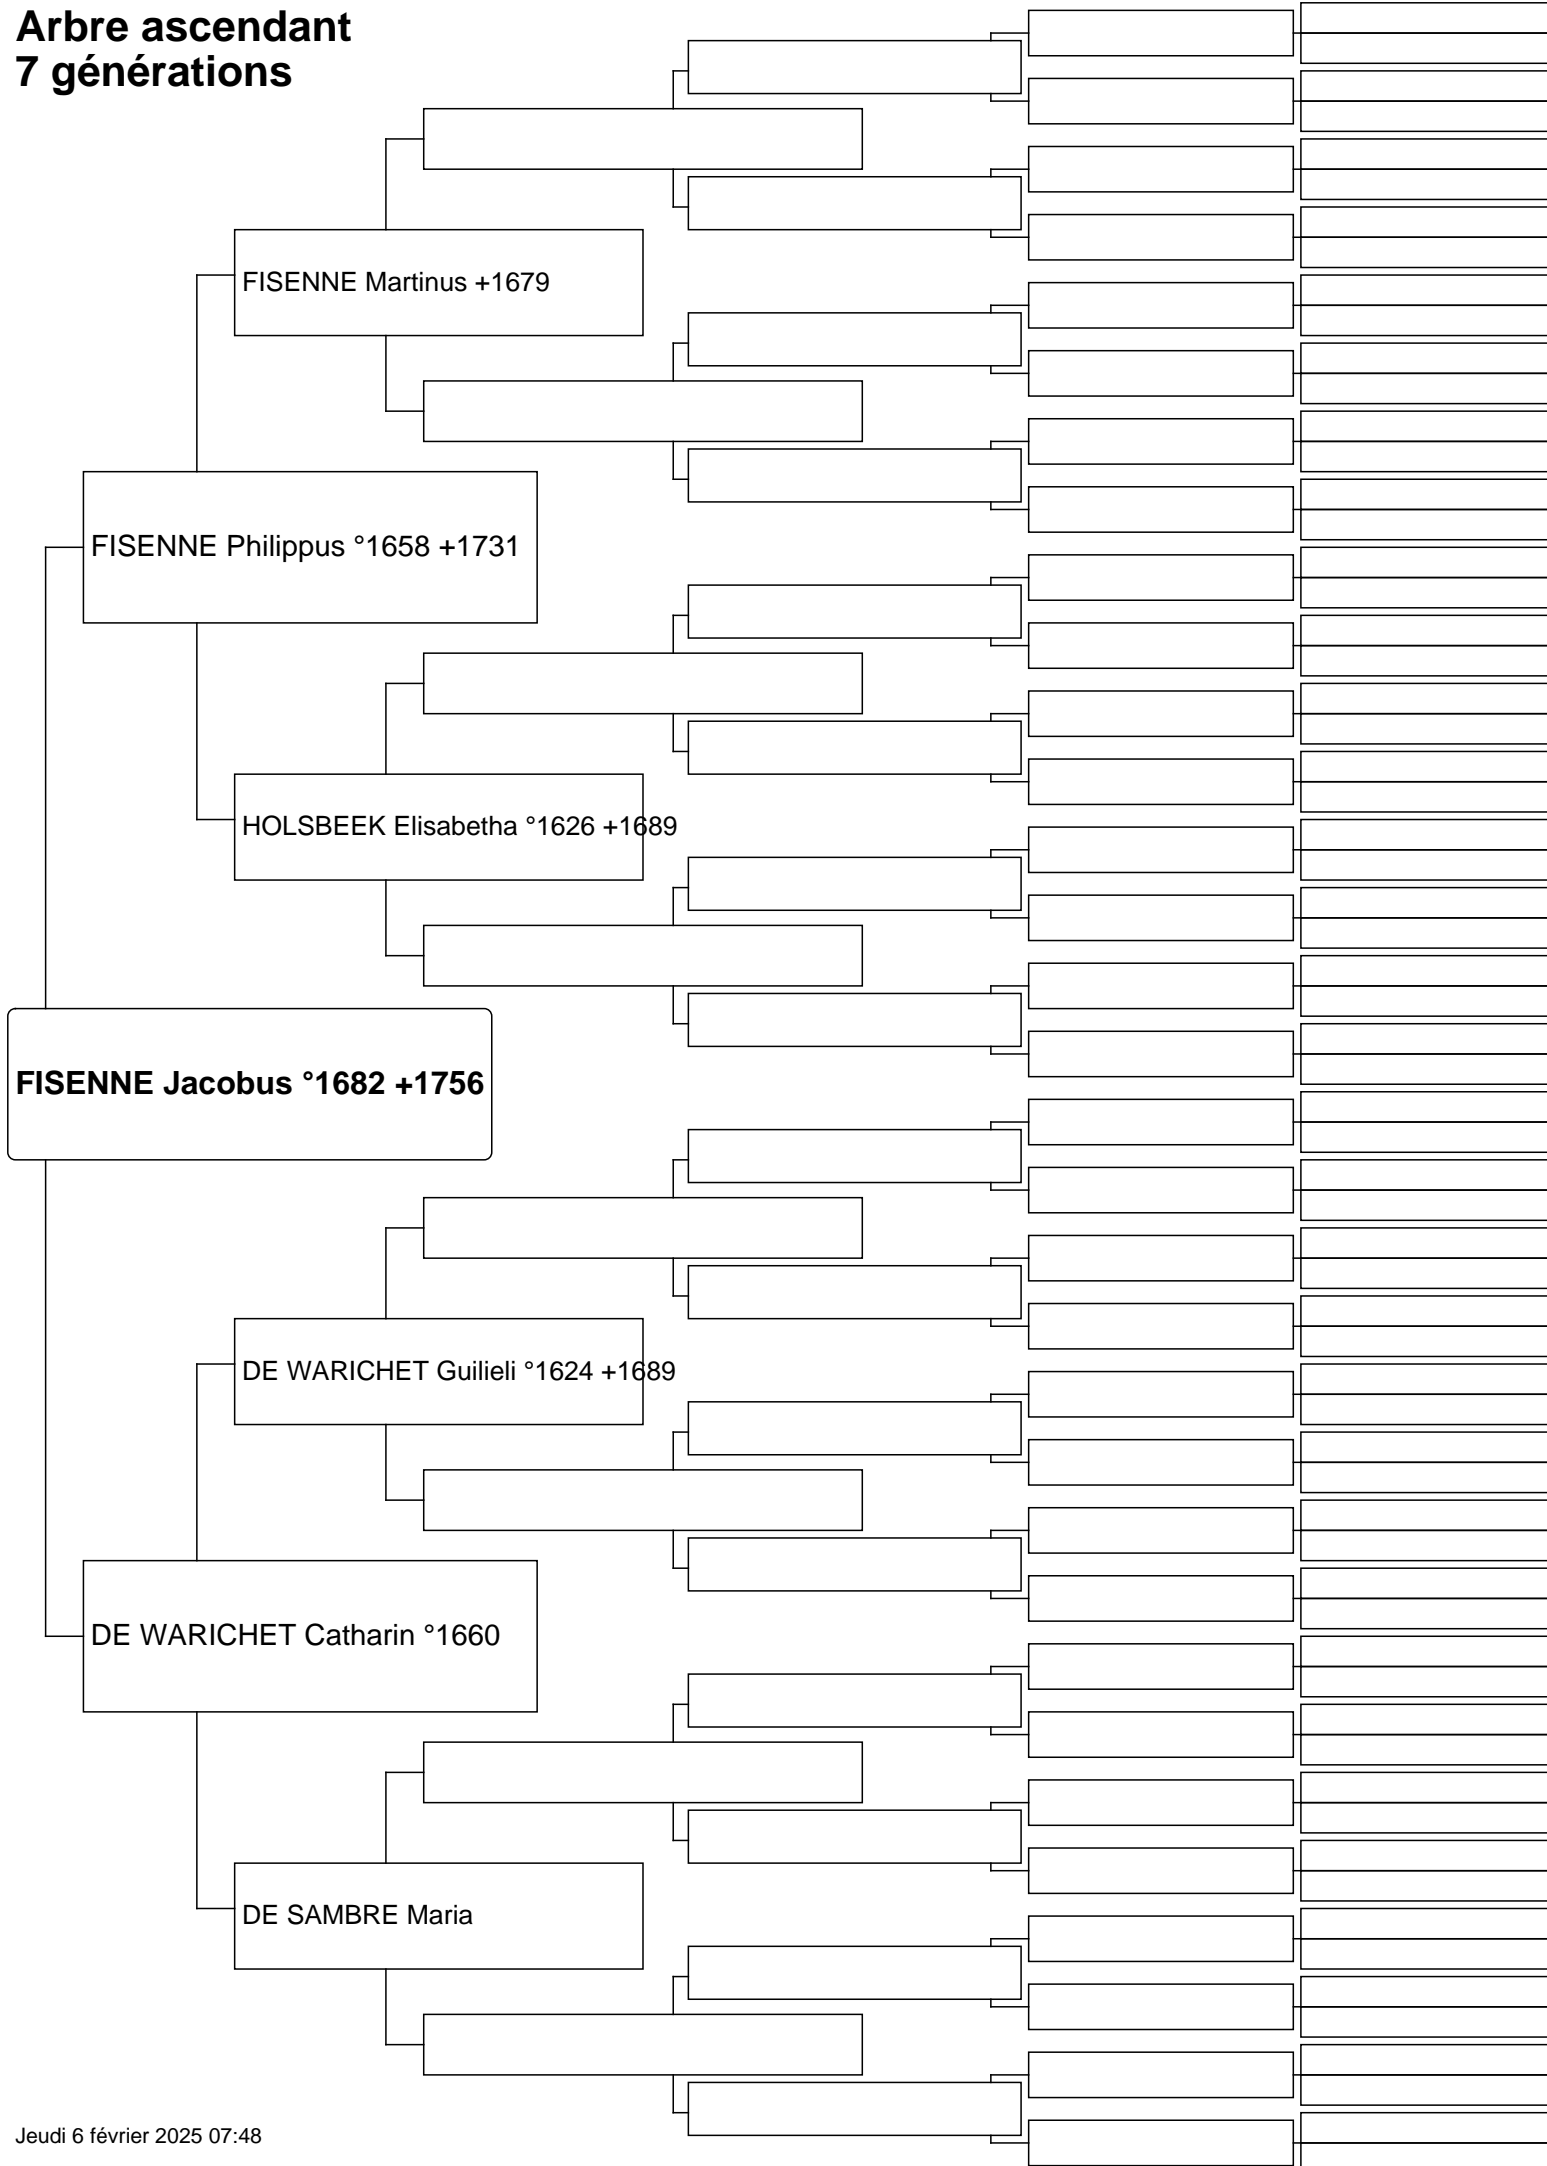 Arbre ascendant
7 générations
FISENNE Martinus +1679
FISENNE Philippus °1658 +1731
HOLSBEEK Elisabetha °1626 +1689
FISENNE Jacobus °1682 +1756
DE WARICHET Guilieli °1624 +1689
DE WARICHET Catharin °1660
DE SAMBRE Maria
Jeudi 6 février 2025 07:48